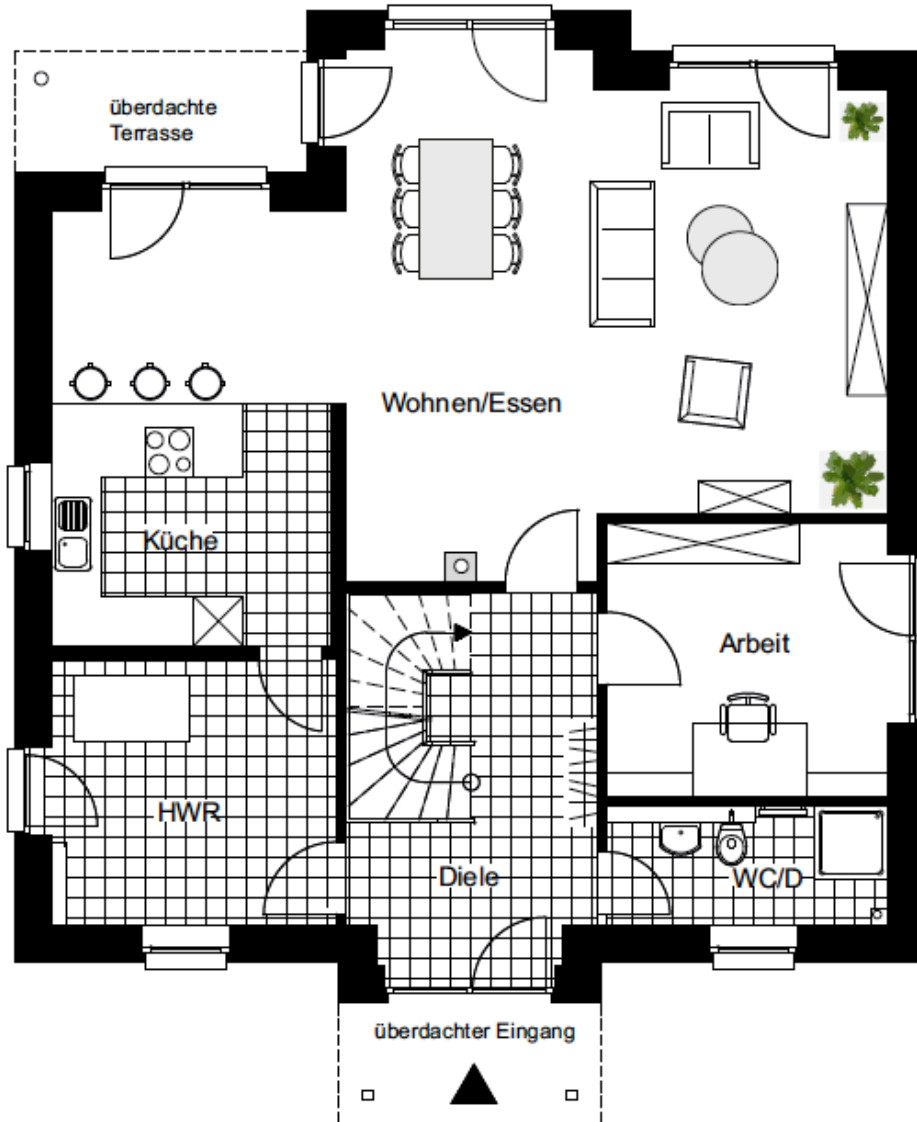 überdachte
Terrasse
Wohnen/Essen
Küche
Arbeit
HWR
Diele
WC/D
überdachter Eingang